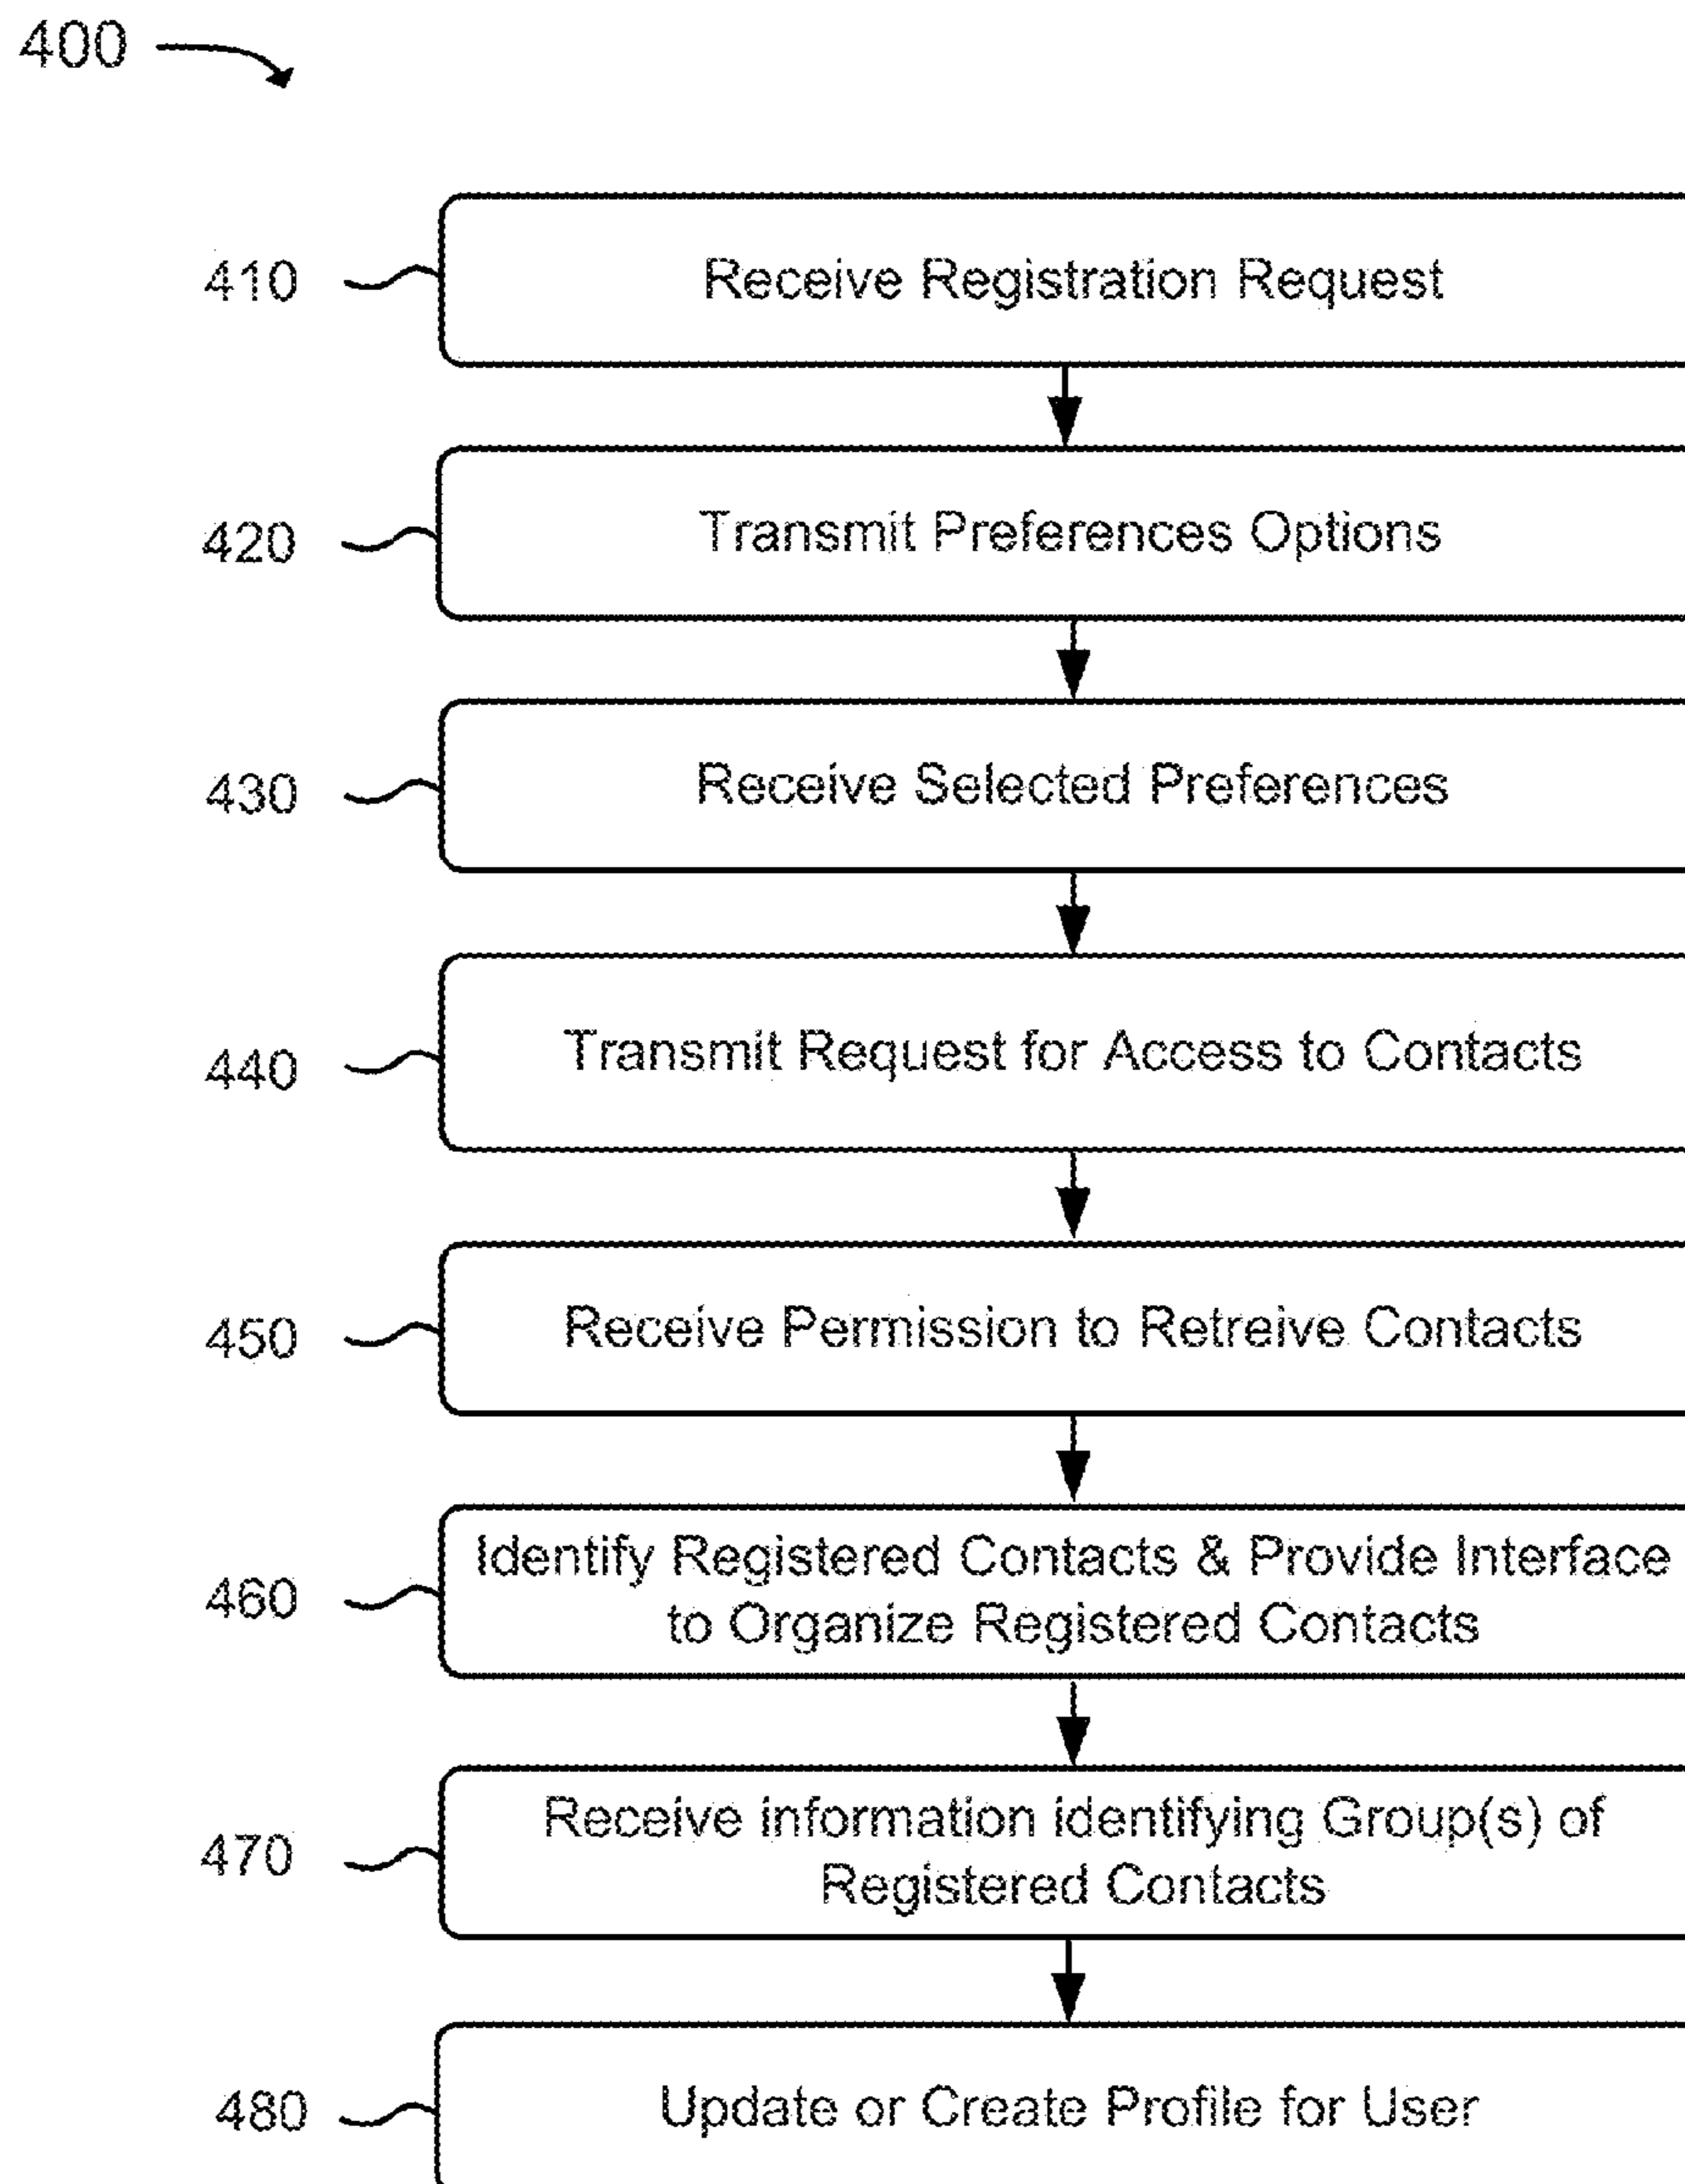 400
410
Receive Registration Request
420
Transmit Preferences Options
430
Receive Selected Preferences
440
Transmit Request for Access to Contacts
450
Receive Permission to Retreive Contacts
460
Identify Registered Contacts & Provide Interface
to Organize Registered Contacts
470
Receive information identifying Group(s) of
Registered Contacts
480
Update or Create Profile for User